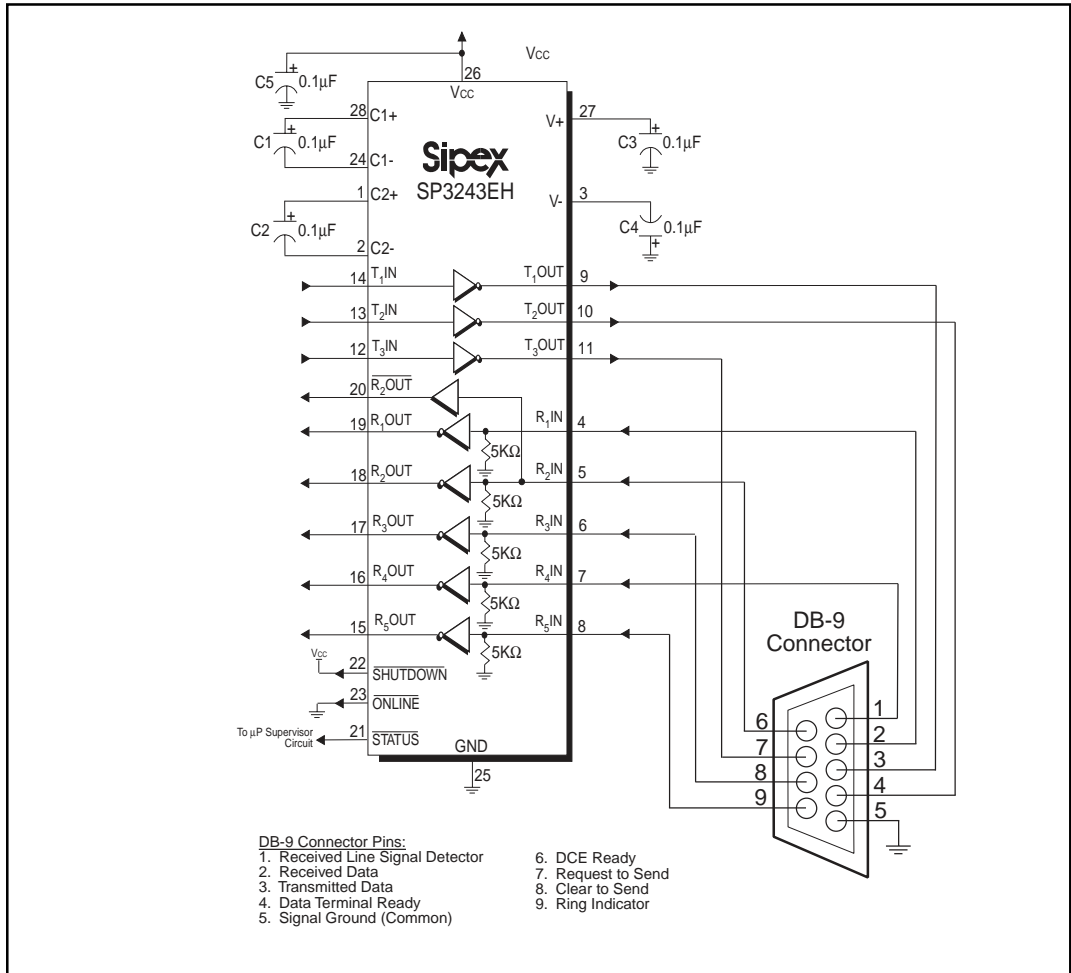 VCC
C5
+
0.1µF
26
VCC
28
C1+
C1
+
0.1µF
24
C1-
1
C2+
C2
+
0.1µF
2
C2-
Sipex
SP3243EH
V+
27
C3
+
0.1µF
V-
3
C4
0.1µF
+
14
T1IN
T1OUT
9
13
T2IN
T2OUT
10
12
T3IN
T3OUT
11
20
R2OUT
19
R1OUT
R1IN
4
5KΩ
18
R2OUT
R2IN
5
5KΩ
17
R3OUT
R3IN
6
5KΩ
16
R4OUT
R4IN
7
5KΩ
15
R5OUT
R5IN
8
5KΩ
VCC
22
SHUTDOWN
23
ONLINE
To µP Supervisor
Circuit
21
STATUS
GND
25
DB-9
Connector
6
7
8
9
1
2
3
4
5
DB-9 Connector Pins:
1. Received Line Signal Detector
2. Received Data
3. Transmitted Data
4. Data Terminal Ready
5. Signal Ground (Common)
6. DCE Ready
7. Request to Send
8. Clear to Send
9. Ring Indicator